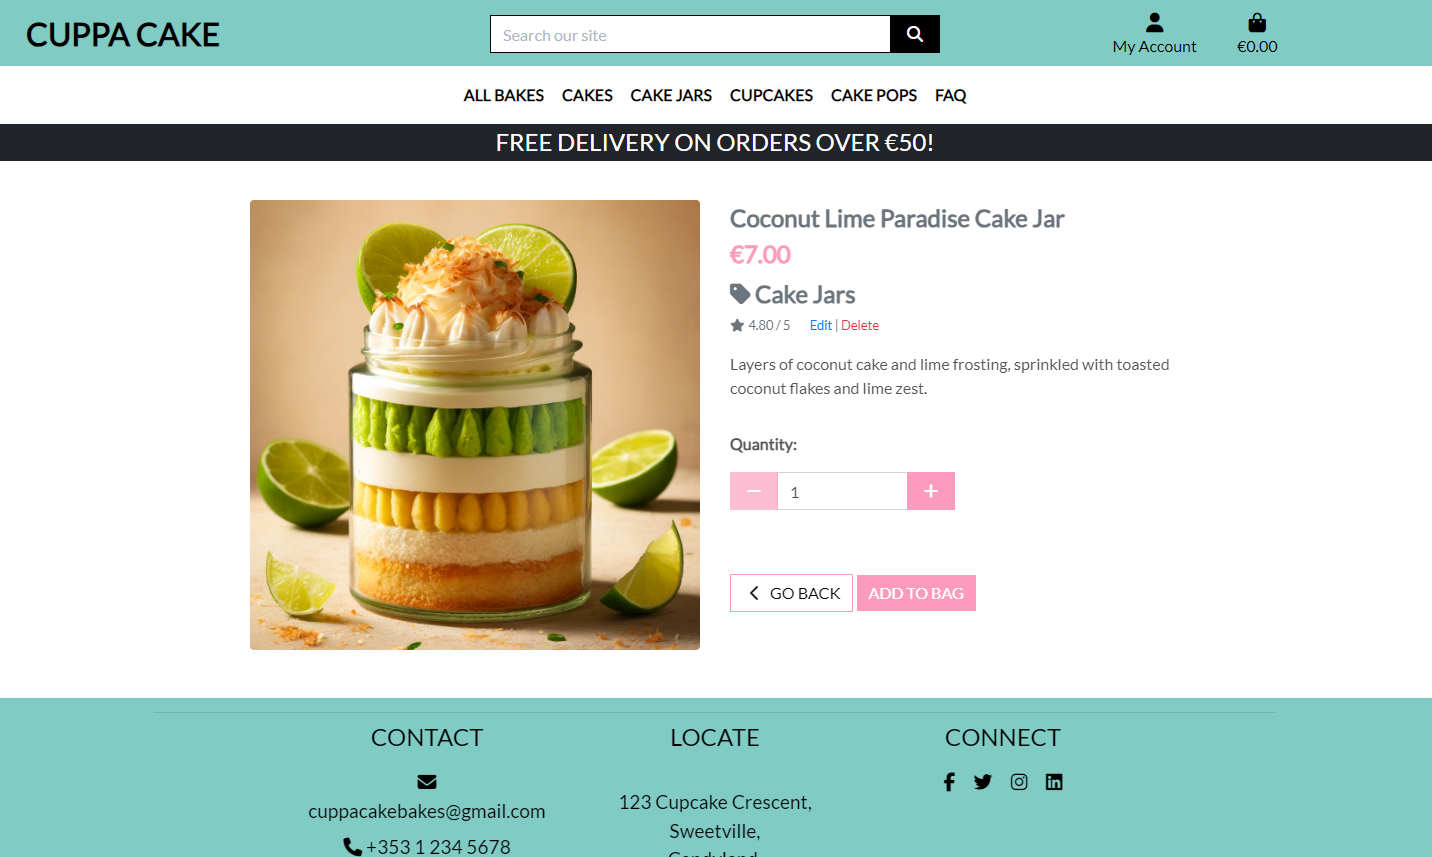 CUPPA CAKE
Search our site
My Account
€0.00
ALL BAKES CAKES CAKE JARS CUPCAKES CAKE POPS FAQ
FREE DELIVERY ON ORDERS OVER €50!
Coconut Lime Paradise Cake Jar
€7.00
Cake Jars
4.80 / 5 Edit | Delete
Layers of coconut cake and lime frosting, sprinkled with toasted
coconut flakes and lime zest.
Quantity:
1
GO BACK ADD TO BAG
CONTACT
cuppacakebakes@gmail.com
+353 1 234 5678
LOCATE
123 Cupcake Crescent,
Sweetville,
CONNECT